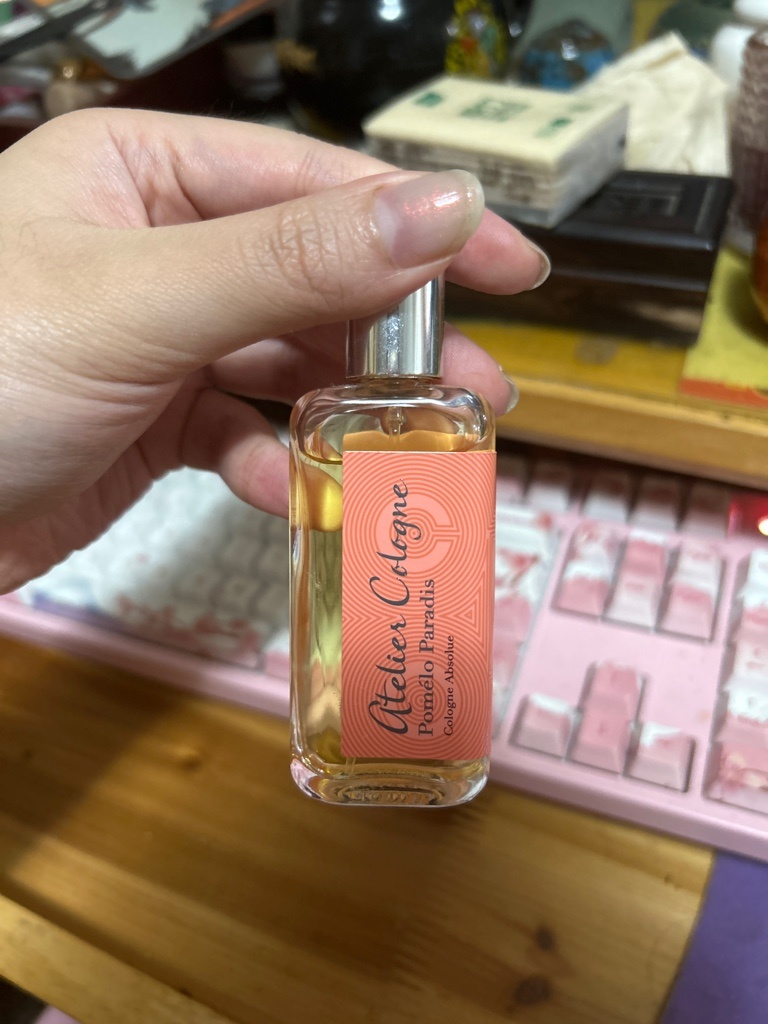 Atelier Cologne
Pomélo Paradis
Cologne Absolue